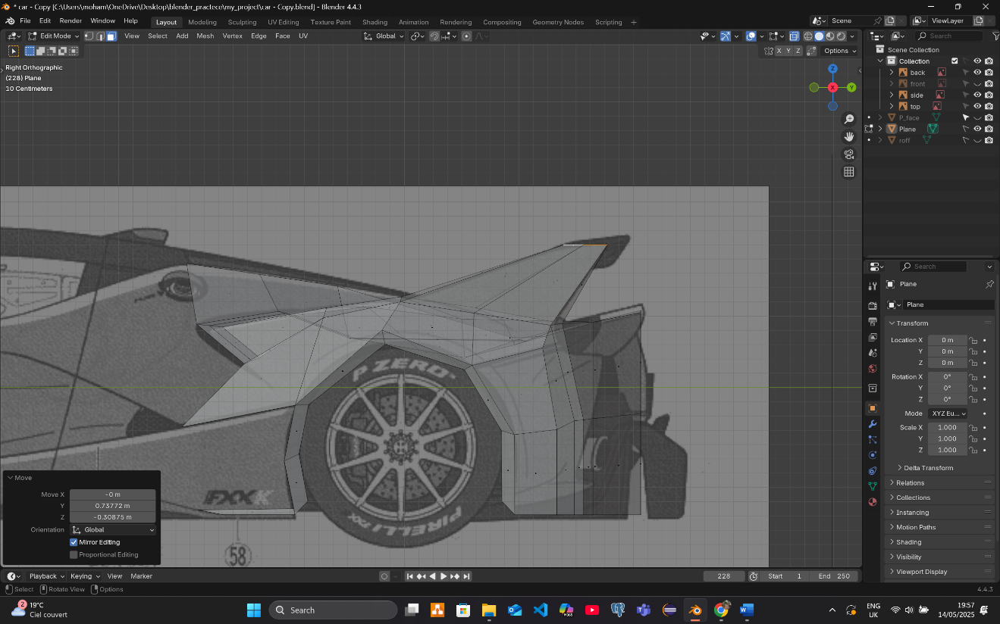 * car - Copy [C:\Users\moham\OneDrive\Desktop\blender_practece\my_project\car - Copy.blend] - Blender 4.4.3
File Edit Render Window Help Layout Modeling Sculpting UV Editing Texture Paint Shading Animation Rendering Compositing Geometry Nodes Scripting + Scene ViewLayer
Edit Mode View Select Add Mesh Vertex Edge Face UV Global Search
X Y Z Options
Right Orthographic
(228) Plane
10 Centimeters
Z
X
Y
Scene Collection
Collection
back
front
side
top
P_face
Plane
roff
Search
Plane
Plane
Transform
Location X 0 m
Y 0 m
Z 0 m
Rotation X 0°
Y 0°
Z 0°
Mode XYZ Eu...
Scale X 1.000
Y 1.000
Z 1.000
Delta Transform
Relations
Collections
Instancing
Motion Paths
Shading
Visibility
Viewport Display
P ZERO
PIRELLI
FXX K
58
Move
Move X -0 m
Y 0.73772 m
Z -0.30875 m
Orientation Global
Mirror Editing
Proportional Editing
Playback Keying View Marker 228 Start 1 End 250
Select Rotate View Options 4.4.3
2
19°C
Ciel couvert
Search
M365
ENG
UK
19:57
14/05/2025